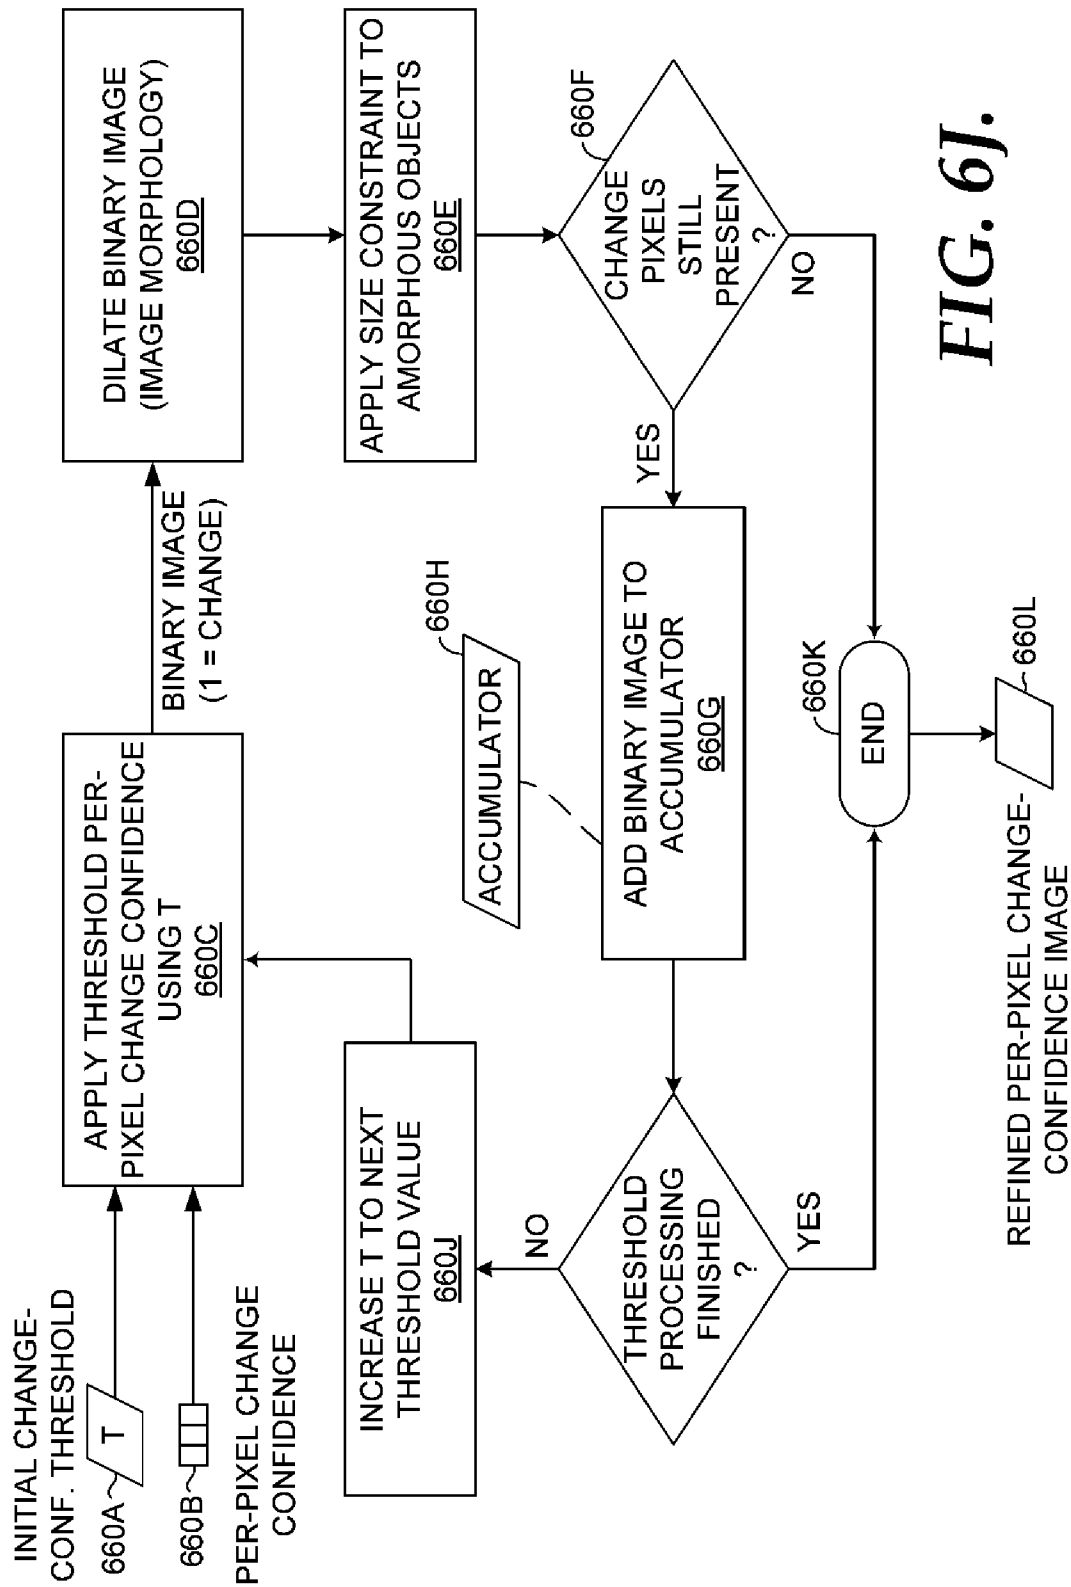 INITIAL CHANGE-
CONF. THRESHOLD
660A
T
660B
PER-PIXEL CHANGE
CONFIDENCE
APPLY THRESHOLD PER-
PIXEL CHANGE CONFIDENCE
USING T
660C
BINARY IMAGE
(1 = CHANGE)
DILATE BINARY IMAGE
(IMAGE MORPHOLOGY)
660D
APPLY SIZE CONSTRAINT TO
AMORPHOUS OBJECTS
660E
660F
CHANGE
PIXELS
STILL
PRESENT
?
YES
NO
660H
ACCUMULATOR
ADD BINARY IMAGE TO
ACCUMULATOR
660G
INCREASE T TO NEXT
THRESHOLD VALUE
660J
NO
THRESHOLD
PROCESSING
FINISHED
?
YES
660K
END
660L
REFINED PER-PIXEL CHANGE-
CONFIDENCE IMAGE
FIG. 6J.